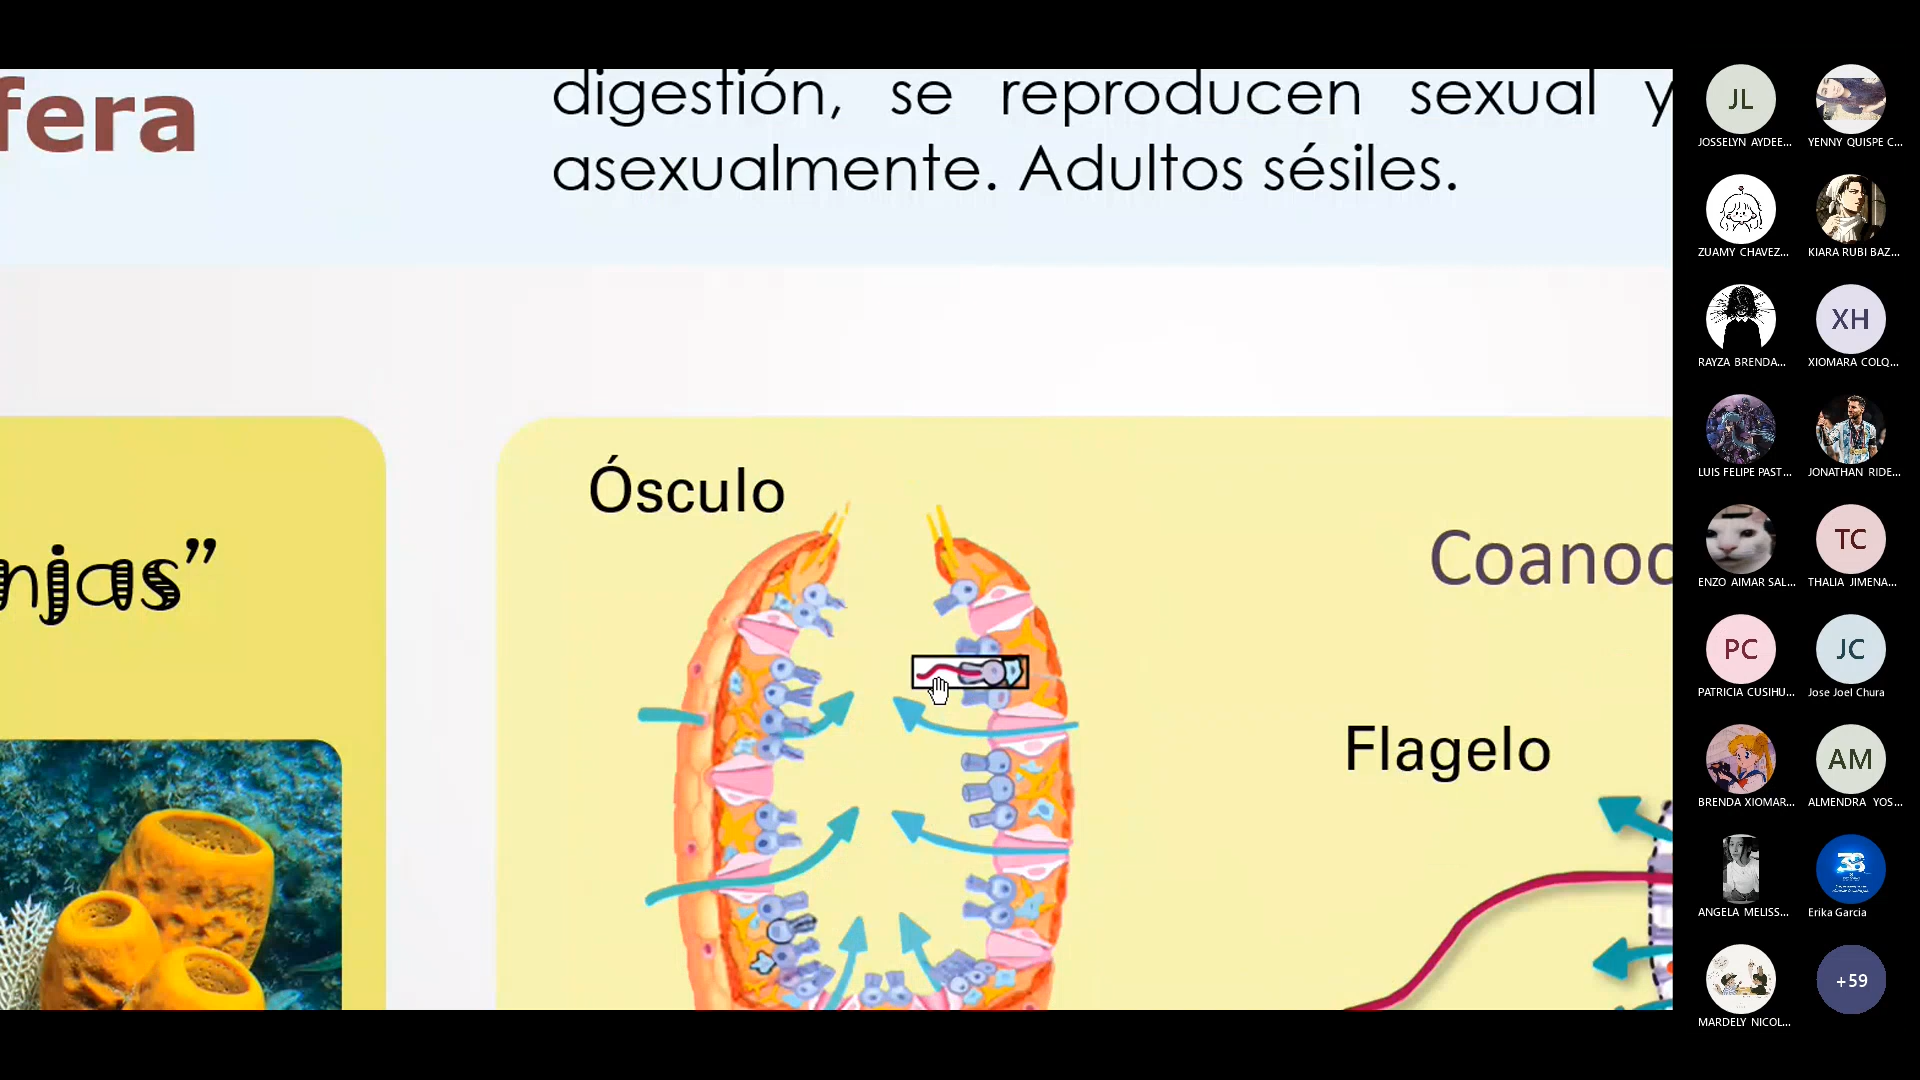 fera
digestión, se reproducen sexual y
asexualmente. Adultos sésiles.
njas”
Ósculo
Coanoc
Flagelo
JL
JOSSELYN AYDEE...
YENNY QUISPE C...
ZUAMY CHAVEZ...
KIARA RUBI BAZ...
RAYZA BRENDA...
XH
XIOMARA COLQ...
LUIS FELIPE PAST...
JONATHAN RIDE...
ENZO AIMAR SAL...
TC
THALIA JIMENA...
PC
PATRICIA CUSIHU...
JC
Jose Joel Chura
BRENDA XIOMAR...
AM
ALMENDRA YOS...
ANGELA MELISS...
38
Erika Garcia
MARDELY NICOL...
+59